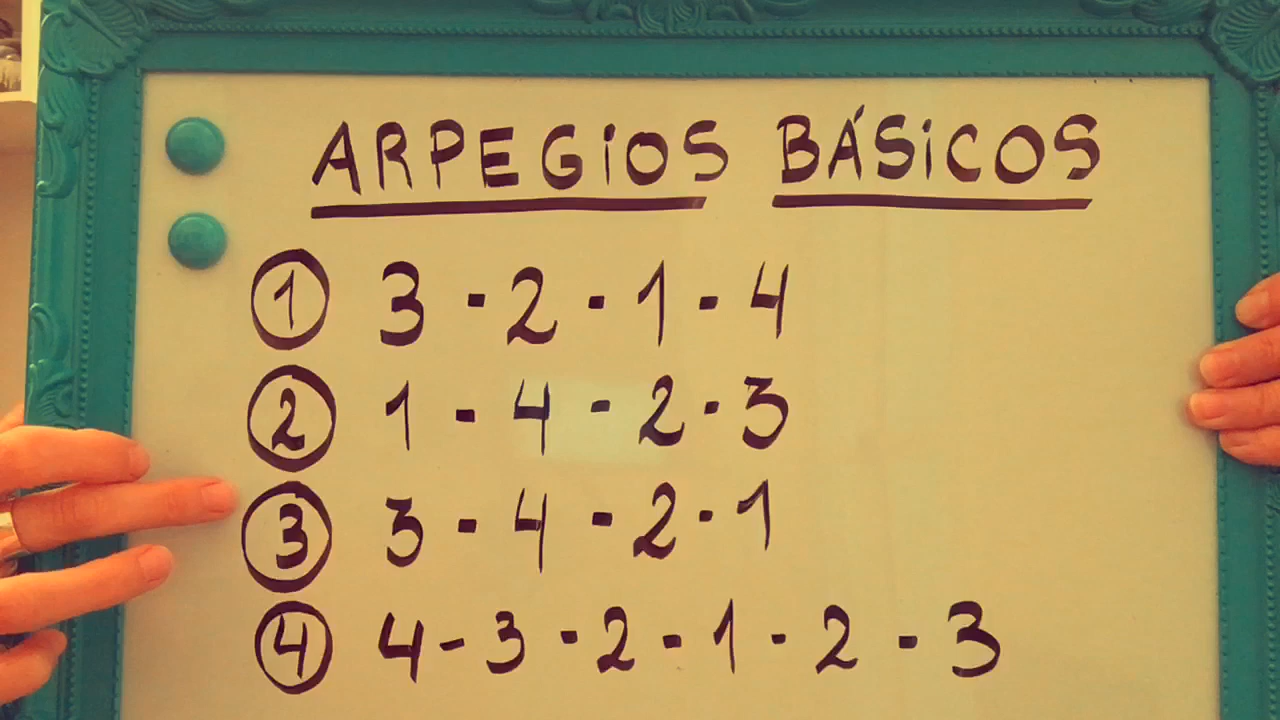 ARPEGiOS BÁSiCOS
① 3 - 2 - 1 - 4
② 1 - 4 - 2 - 3
③ 3 - 4 - 2 - 1
④ 4 - 3 - 2 - 1 - 2 - 3